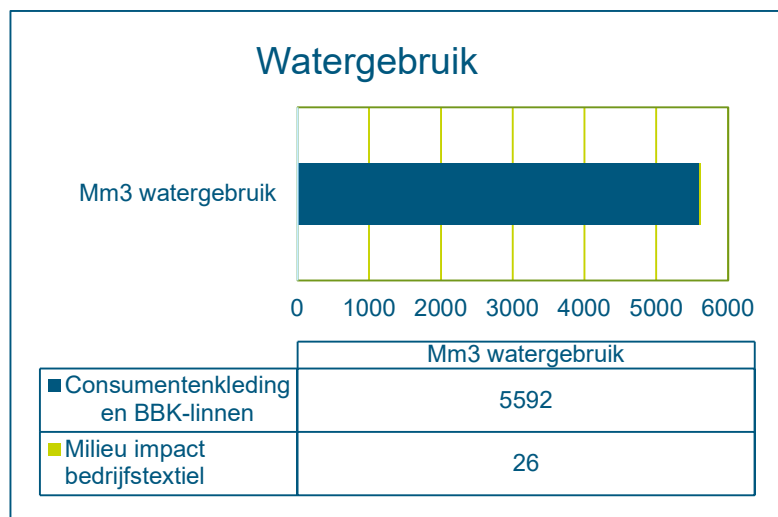 Watergebruik
Mm3 watergebruik
0 1000 2000 3000 4000 5000 6000
Mm3 watergebruik
Consumentenkleding
en BBK-linnen
5592
Milieu impact
bedrijfstextiel
26